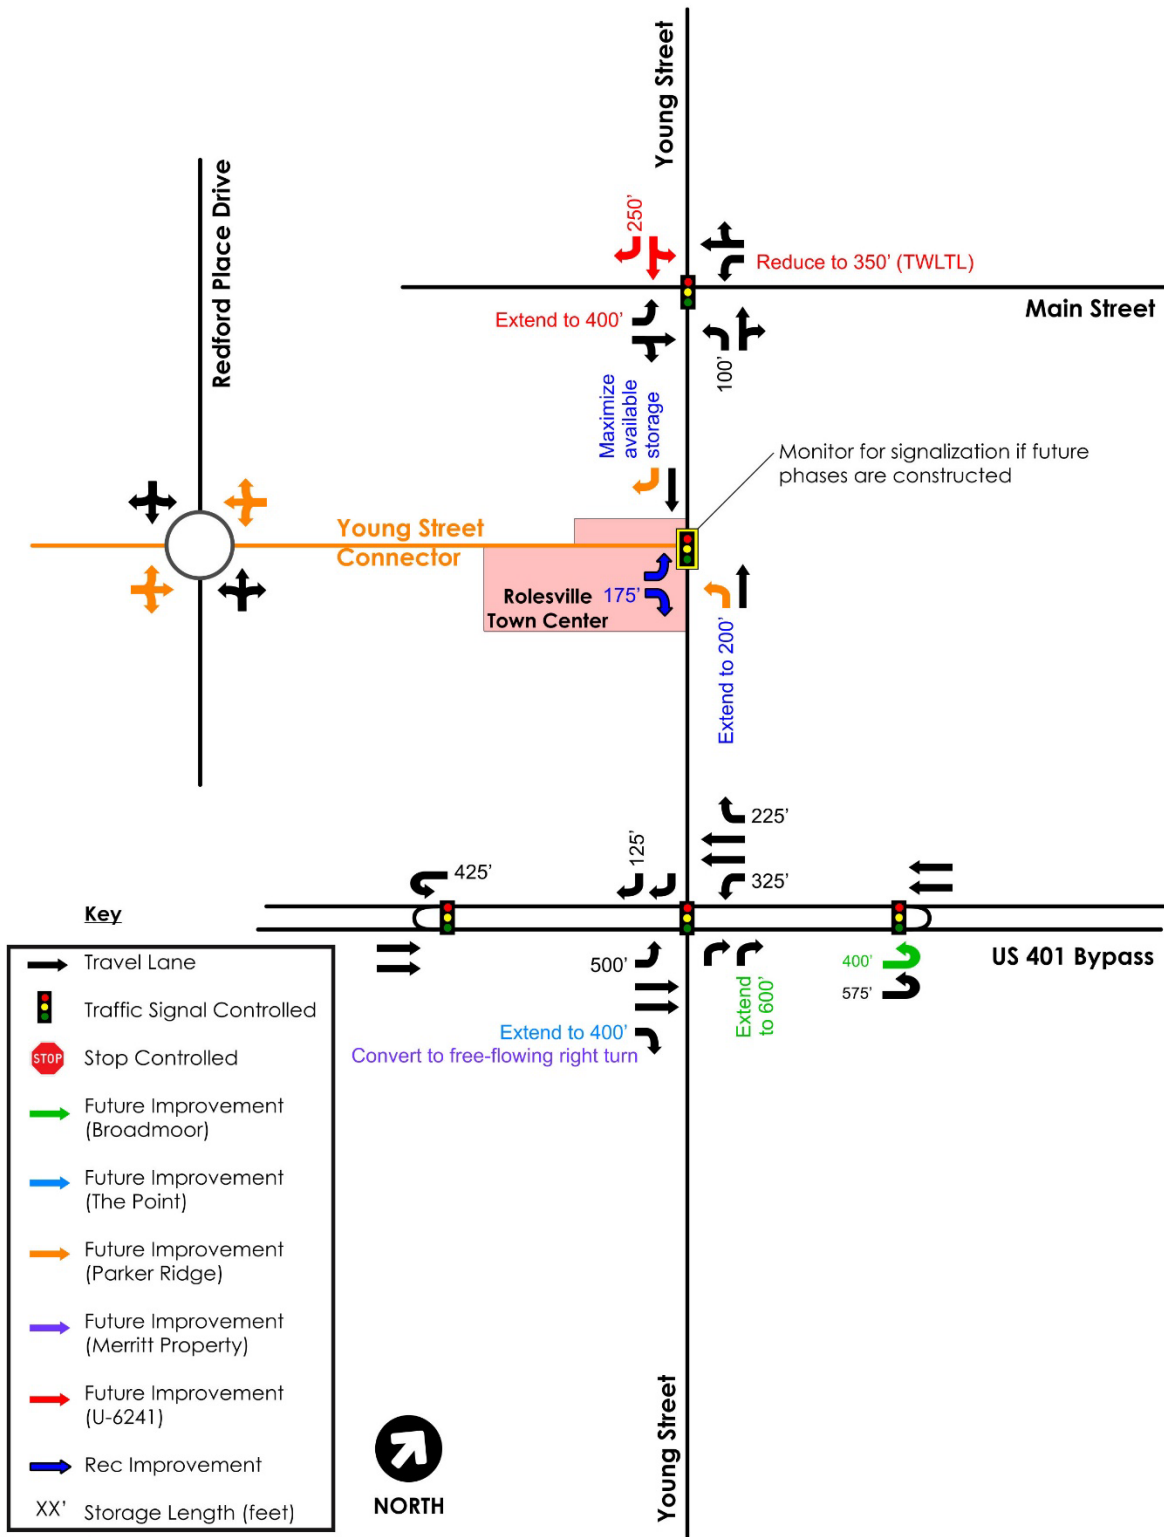 Young Street
Redford Place Drive
250'
Reduce to 350' (TWLTL)
Main Street
Extend to 400'
100'
Maximize
available
storage
Monitor for signalization if future
phases are constructed
Young Street
Connector
Rolesville
Town Center
175'
Extend to 200'
225'
125'
425'
325'
US 401 Bypass
500'
400'
575'
Extend
to 600'
Extend to 400'
Convert to free-flowing right turn
Key
Travel Lane
Traffic Signal Controlled
STOP
Stop Controlled
Future Improvement
(Broadmoor)
Future Improvement
(The Point)
Future Improvement
(Parker Ridge)
Future Improvement
(Merritt Property)
Future Improvement
(U-6241)
Rec Improvement
XX' Storage Length (feet)
NORTH
Young Street